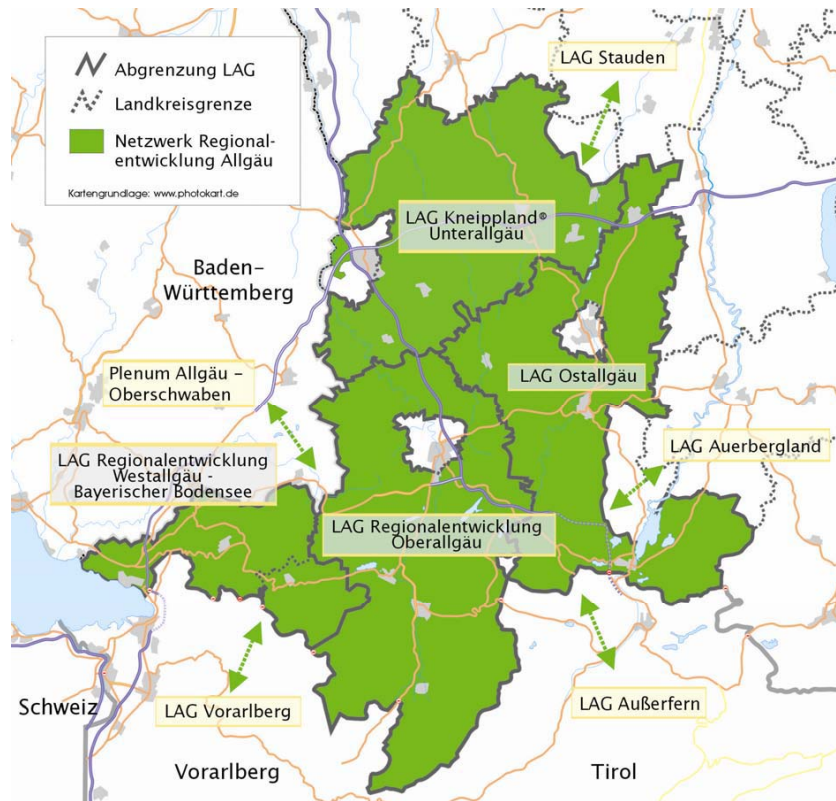 Abgrenzung LAG
Landkreisgrenze
Netzwerk Regional-
entwicklung Allgäu
Kartengrundlage: www.photokart.de
LAG Stauden
LAG Kneippland®
Unterallgäu
Baden-
Württemberg
Plenum Allgäu –
Oberschwaben
LAG Ostallgäu
LAG Auerbergland
LAG Regionalentwicklung
Westallgäu -
Bayerischer Bodensee
LAG Regionalentwicklung
Oberallgäu
Schweiz
LAG Vorarlberg
LAG Außerfern
Vorarlberg
Tirol